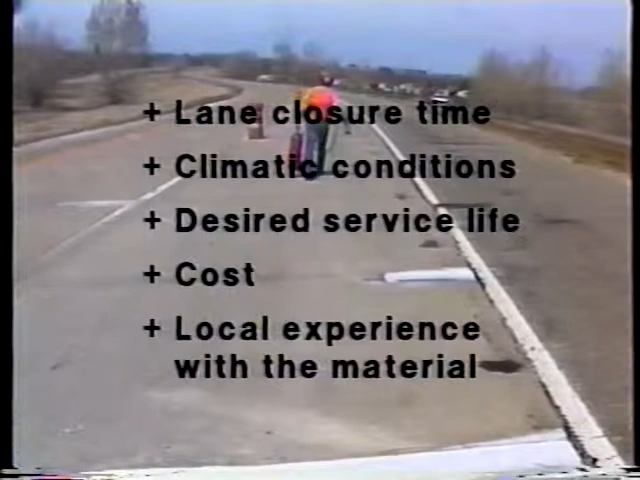 + Lane closure time
+ Climatic conditions
+ Desired service life
+ Cost
+ Local experience
with the material